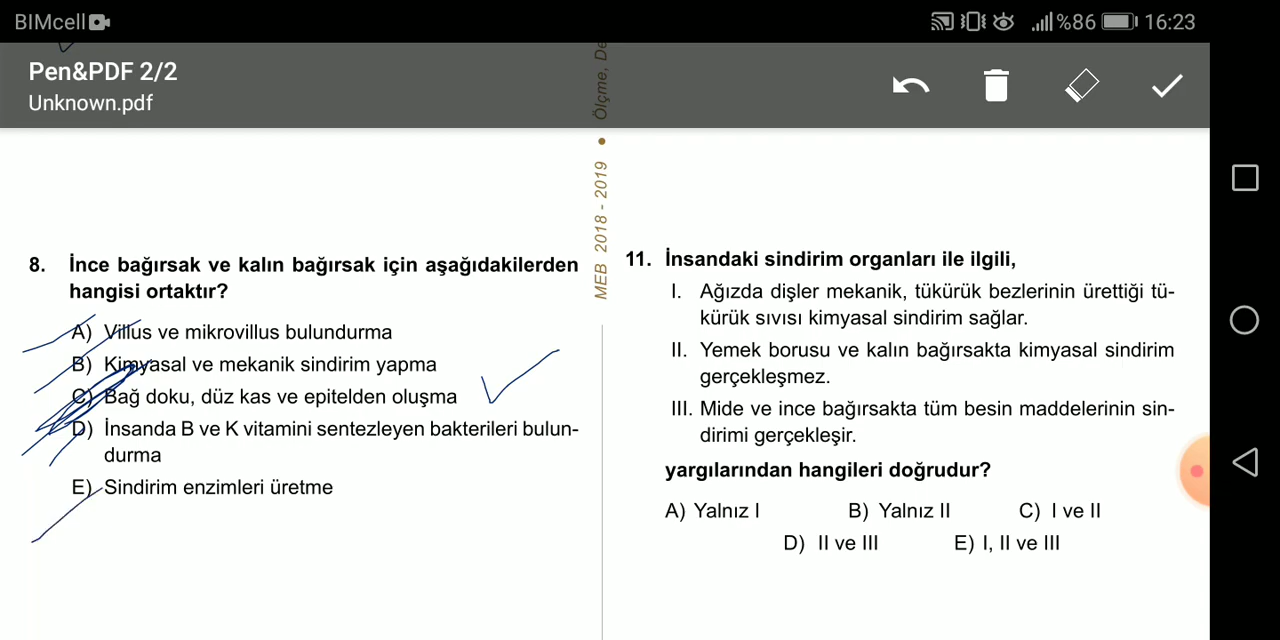 BIMcell
%86 16:23
Pen&PDF 2/2
Unknown.pdf
MEB 2018 - 2019 • Ölçme, De
8. İnce bağırsak ve kalın bağırsak için aşağıdakilerden
hangisi ortaktır?
A) Villus ve mikrovillus bulundurma
B) Kimyasal ve mekanik sindirim yapma
C) Bağ doku, düz kas ve epitelden oluşma
D) İnsanda B ve K vitamini sentezleyen bakterileri bulun-
durma
E) Sindirim enzimleri üretme
11. İnsandaki sindirim organları ile ilgili,
I. Ağızda dişler mekanik, tükürük bezlerinin ürettiği tü-
kürük sıvısı kimyasal sindirim sağlar.
II. Yemek borusu ve kalın bağırsakta kimyasal sindirim
gerçekleşmez.
III. Mide ve ince bağırsakta tüm besin maddelerinin sin-
dirimi gerçekleşir.
yargılarından hangileri doğrudur?
A) Yalnız I B) Yalnız II C) I ve II
D) II ve III E) I, II ve III